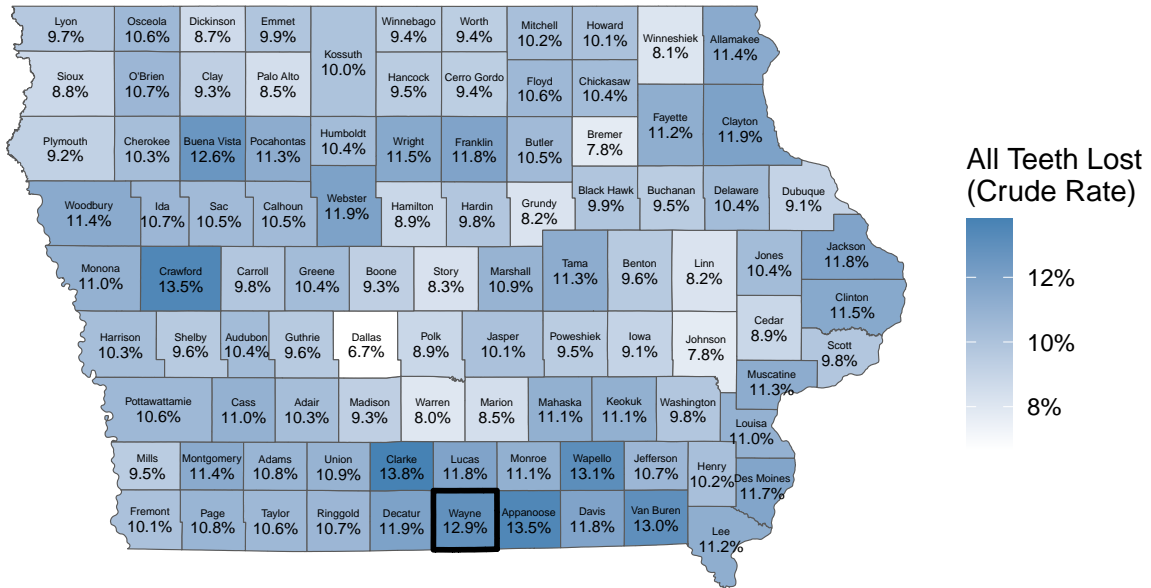 Lyon
9.7%
Osceola
10.6%
Dickinson
8.7%
Emmet
9.9%
Winnebago
9.4%
Worth
9.4%
Mitchell
10.2%
Howard
10.1%
Winneshiek
8.1%
Allamakee
11.4%
Kossuth
10.0%
Sioux
8.8%
O'Brien
10.7%
Clay
9.3%
Palo Alto
8.5%
Hancock
9.5%
Cerro Gordo
9.4%
Floyd
10.6%
Chickasaw
10.4%
Fayette
11.2%
Clayton
11.9%
Plymouth
9.2%
Cherokee
10.3%
Buena Vista
12.6%
Pocahontas
11.3%
Humboldt
10.4%
Wright
11.5%
Franklin
11.8%
Butler
10.5%
Bremer
7.8%
Woodbury
11.4%
Ida
10.7%
Sac
10.5%
Calhoun
10.5%
Webster
11.9%
Hamilton
8.9%
Hardin
9.8%
Grundy
8.2%
Black Hawk
9.9%
Buchanan
9.5%
Delaware
10.4%
Dubuque
9.1%
Monona
11.0%
Crawford
13.5%
Carroll
9.8%
Greene
10.4%
Boone
9.3%
Story
8.3%
Marshall
10.9%
Tama
11.3%
Benton
9.6%
Linn
8.2%
Jones
10.4%
Jackson
11.8%
Clinton
11.5%
Harrison
10.3%
Shelby
9.6%
Audubon
10.4%
Guthrie
9.6%
Dallas
6.7%
Polk
8.9%
Jasper
10.1%
Poweshiek
9.5%
Iowa
9.1%
Johnson
7.8%
Cedar
8.9%
Scott
9.8%
Muscatine
11.3%
Pottawattamie
10.6%
Cass
11.0%
Adair
10.3%
Madison
9.3%
Warren
8.0%
Marion
8.5%
Mahaska
11.1%
Keokuk
11.1%
Washington
9.8%
Louisa
11.0%
Mills
9.5%
Montgomery
11.4%
Adams
10.8%
Union
10.9%
Clarke
13.8%
Lucas
11.8%
Monroe
11.1%
Wapello
13.1%
Jefferson
10.7%
Henry
10.2%
Des Moines
11.7%
Fremont
10.1%
Page
10.8%
Taylor
10.6%
Ringgold
10.7%
Decatur
11.9%
Wayne
12.9%
Appanoose
13.5%
Davis
11.8%
Van Buren
13.0%
Lee
11.2%
All Teeth Lost
(Crude Rate)
12%
10%
8%